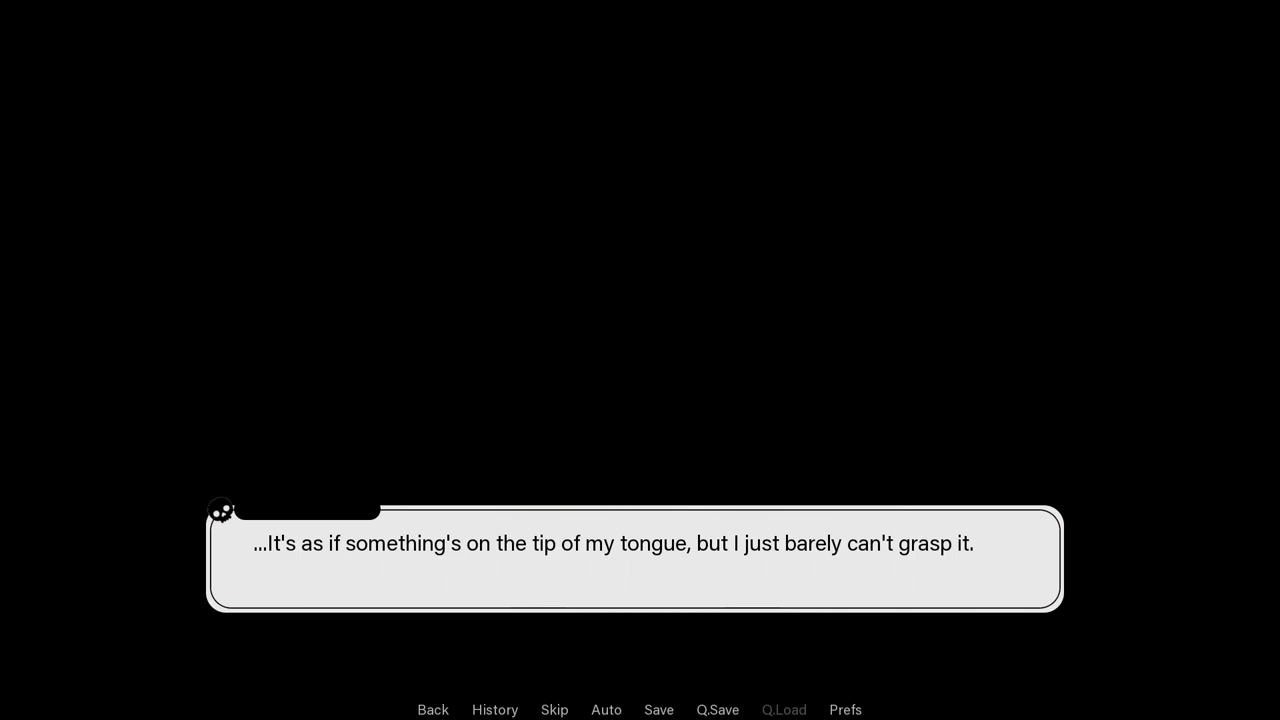 ...It's as if something's on the tip of my tongue, but I just barely can't grasp it.
Back History Skip Auto Save Q.Save Q.Load Prefs